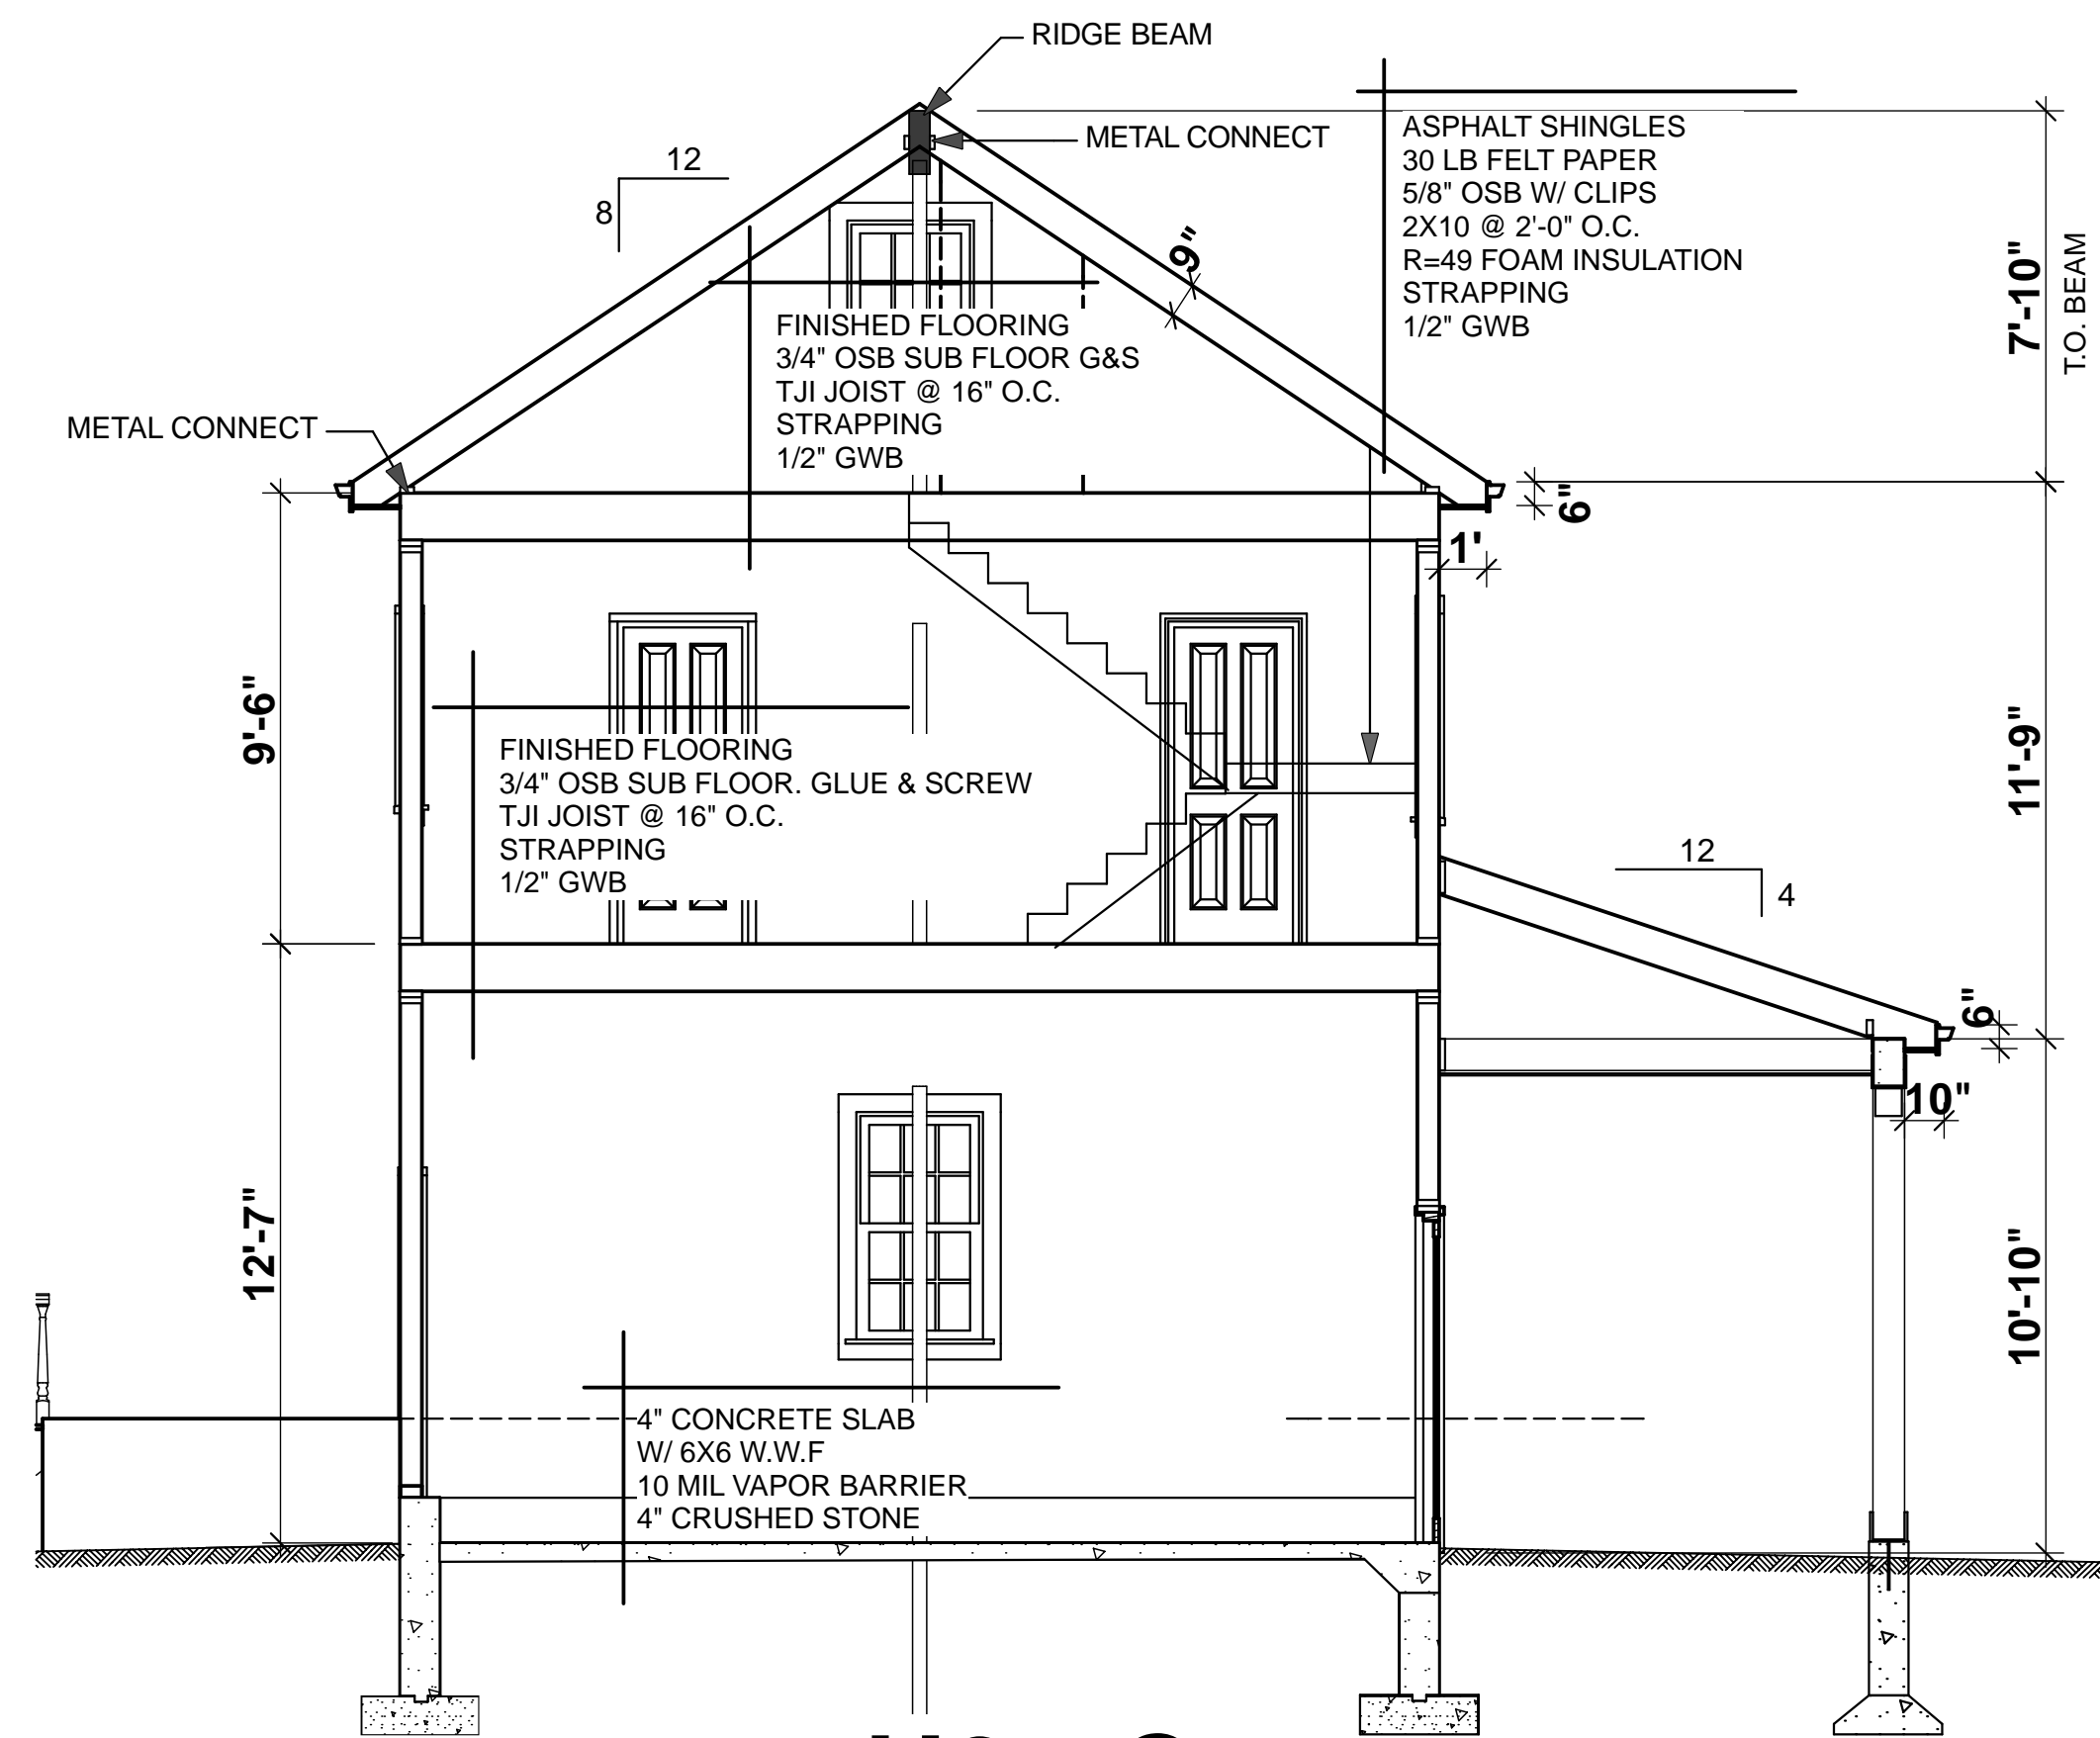 RIDGE BEAM
METAL CONNECT
12
8
ASPHALT SHINGLES
30 LB FELT PAPER
5/8" OSB W/ CLIPS
2X10 @ 2'-0" O.C.
R=49 FOAM INSULATION
STRAPPING
1/2" GWB
9"
7'-10"
T.O. BEAM
FINISHED FLOORING
3/4" OSB SUB FLOOR G&S
TJI JOIST @ 16" O.C.
STRAPPING
1/2" GWB
METAL CONNECT
6"
1'
9'-6"
11'-9"
FINISHED FLOORING
3/4" OSB SUB FLOOR. GLUE & SCREW
TJI JOIST @ 16" O.C.
STRAPPING
1/2" GWB
12
4
6"
10"
12'-7"
10'-10"
4" CONCRETE SLAB
W/ 6X6 W.W.F
10 MIL VAPOR BARRIER
4" CRUSHED STONE